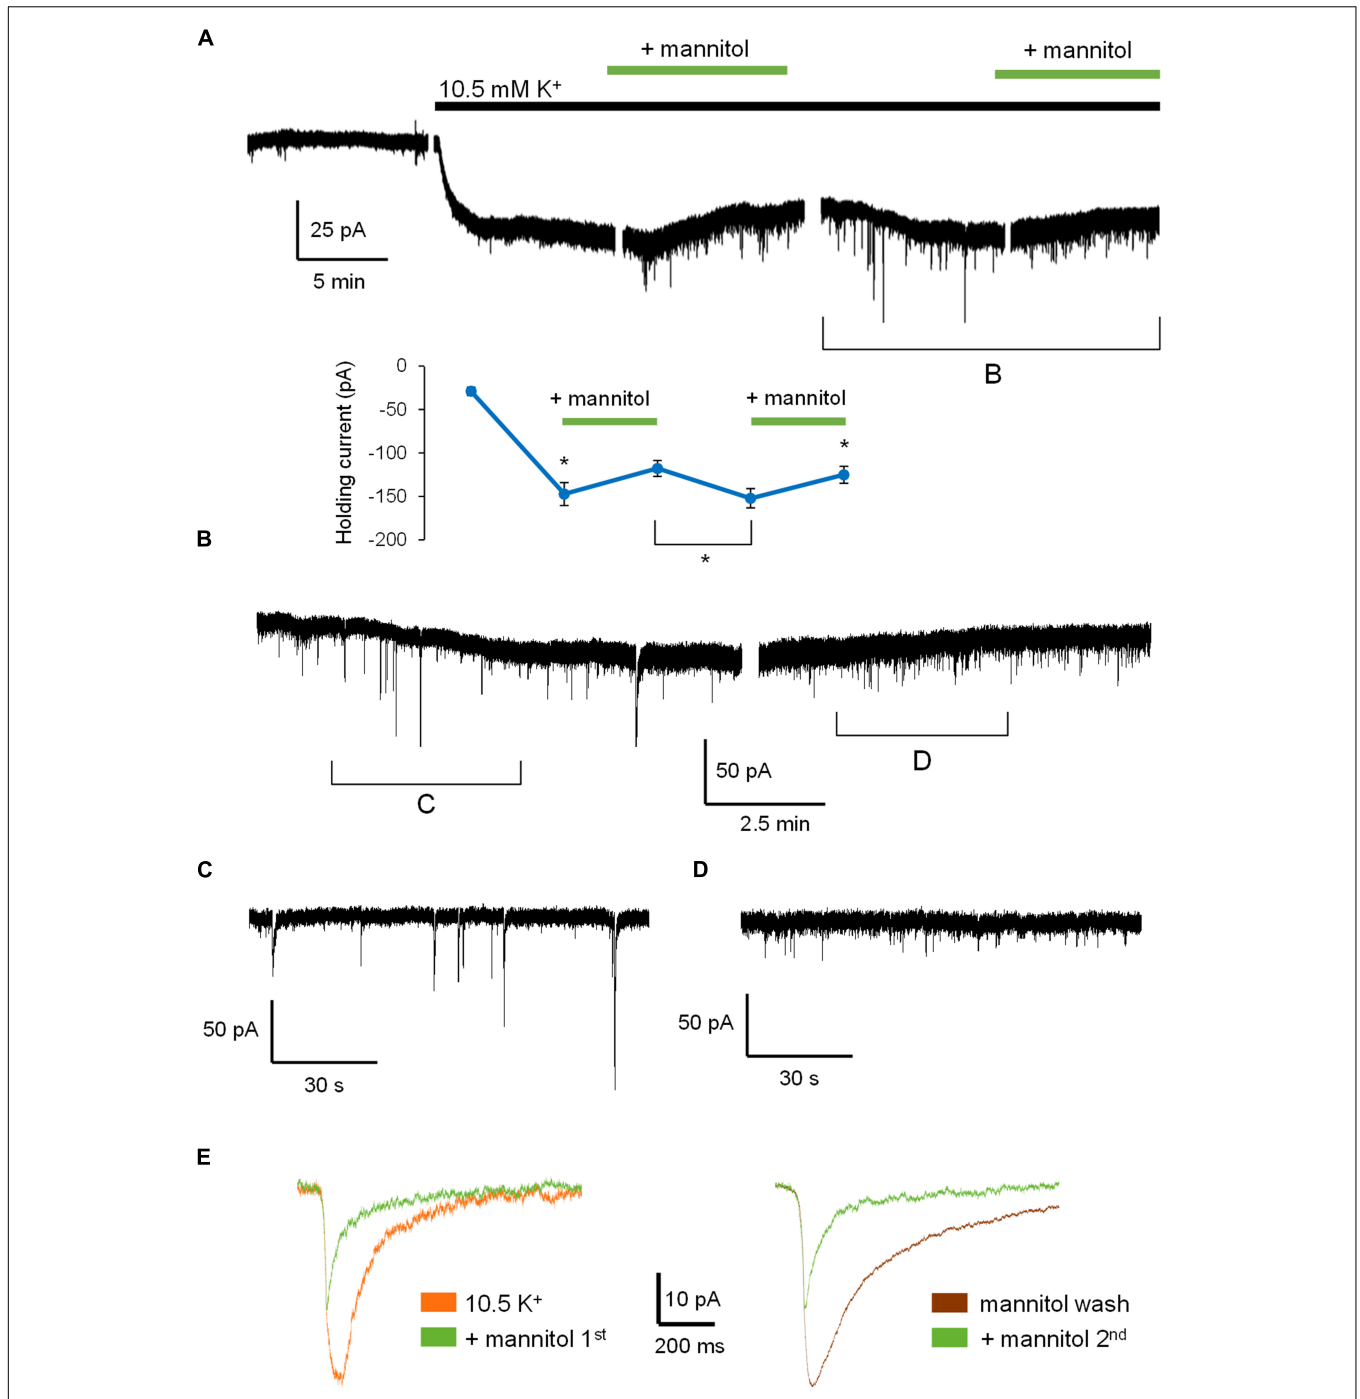 A
+ mannitol
+ mannitol
10.5 mM K⁺
25 pA
5 min
B
Holding current (pA)
0
-50
-100
-150
-200
+ mannitol
+ mannitol
*
*
*
B
50 pA
2.5 min
C
D
C
50 pA
30 s
D
50 pA
30 s
E
10.5 K⁺
+ mannitol 1ˢᵗ
10 pA
200 ms
mannitol wash
+ mannitol 2ⁿᵈ